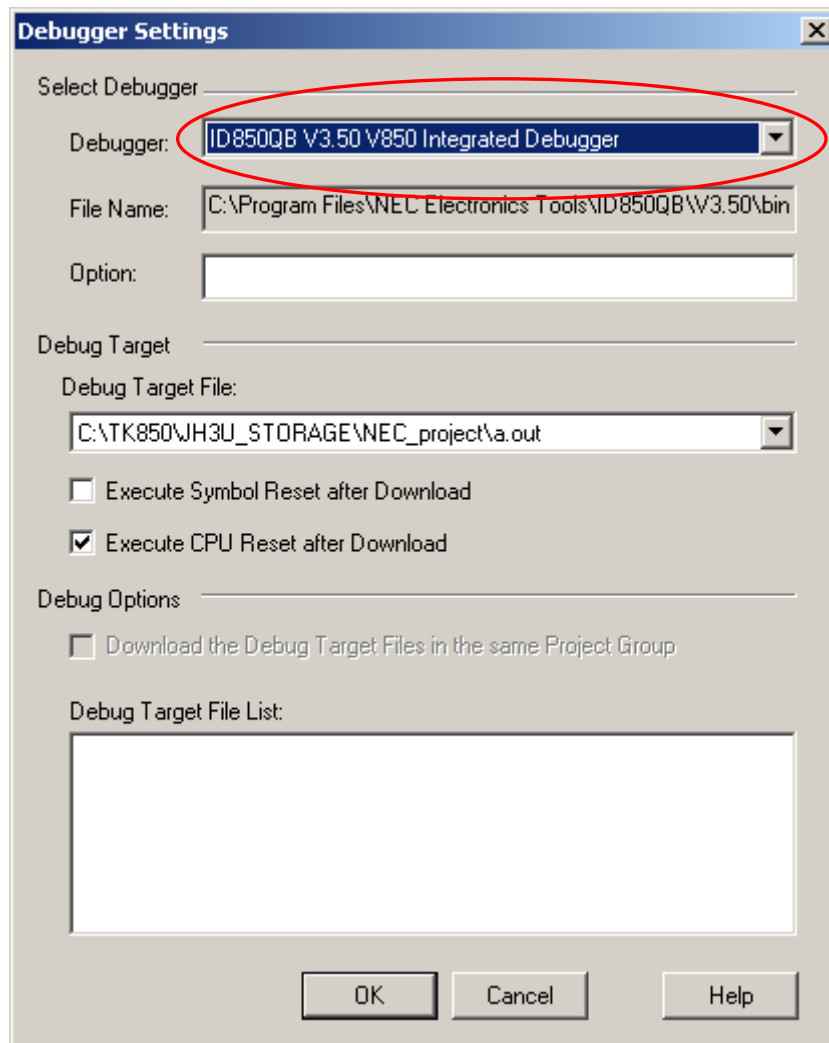 Debugger Settings
Select Debugger
Debugger: ID850QB V3.50 V850 Integrated Debugger
File Name: C:\Program Files\NEC Electronics Tools\ID850QB\V3.50\bin
Option:
Debug Target
Debug Target File:
C:\TK850\JH3U_STORAGE\NEC_project\a.out
Execute Symbol Reset after Download
Execute CPU Reset after Download
Debug Options
Download the Debug Target Files in the same Project Group
Debug Target File List:
OK Cancel Help